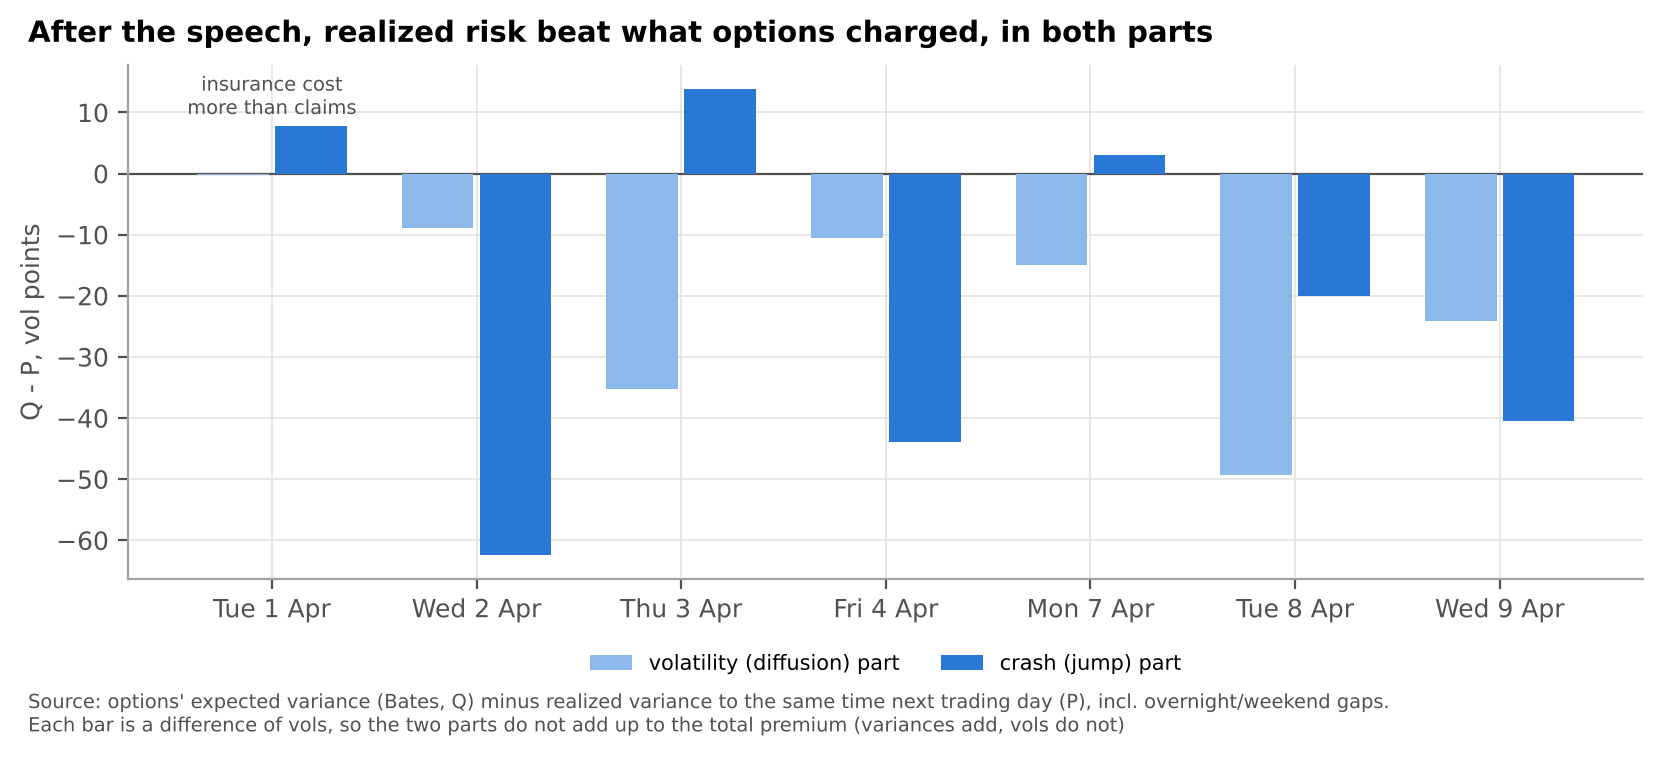 After the speech, realized risk beat what options charged, in both parts
insurance cost
more than claims
Q - P, vol points
10
0
−10
−20
−30
−40
−50
−60
Tue 1 Apr
Wed 2 Apr
Thu 3 Apr
Fri 4 Apr
Mon 7 Apr
Tue 8 Apr
Wed 9 Apr
volatility (diffusion) part
crash (jump) part
Source: options' expected variance (Bates, Q) minus realized variance to the same time next trading day (P), incl. overnight/weekend gaps.
Each bar is a difference of vols, so the two parts do not add up to the total premium (variances add, vols do not)